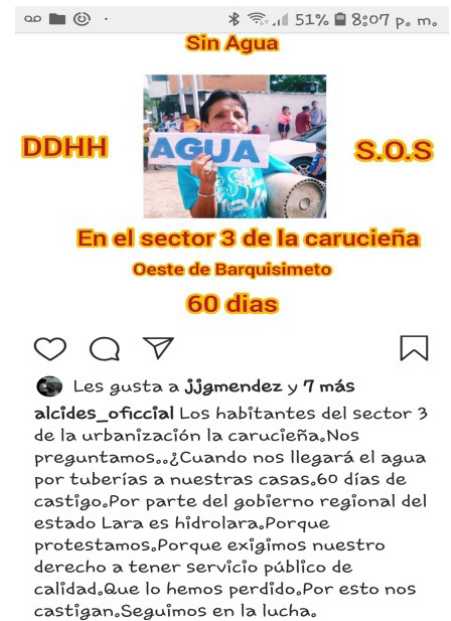 51% 8:07 p. m.
Sin Agua
DDHH
AGUA
S.O.S
En el sector 3 de la carucieña
Oeste de Barquisimeto
60 dias
Les gusta a jjgmendez y 7 más
alcides_oficcial Los habitantes del sector 3
de la urbanización la carucieña.Nos
preguntamos..¿Cuando nos llegará el agua
por tuberías a nuestras casas.60 días de
castigo.Por parte del gobierno regional del
estado Lara es hidrolara.Porque
protestamos.Porque exigimos nuestro
derecho a tener servicio público de
calidad.Que lo hemos perdido.Por esto nos
castigan.Seguimos en la lucha.